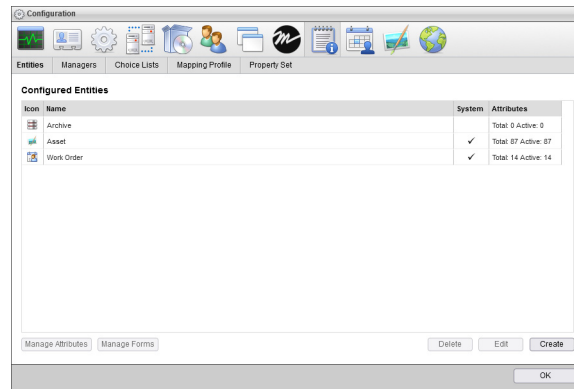 Configuration
Entities Managers Choice Lists Mapping Profile Property Set
Configured Entities
Icon Name System Attributes
Archive Total: 0 Active: 0
Asset ✓ Total: 87 Active: 87
Work Order ✓ Total: 14 Active: 14
Manage Attributes Manage Forms Delete Edit Create
OK